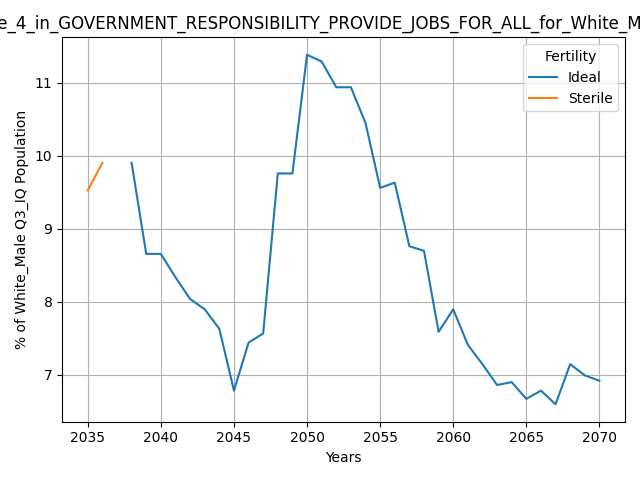 e_4_in_GOVERNMENT_RESPONSIBILITY_PROVIDE_JOBS_FOR_ALL_for_White_M
Fertility
Ideal
Sterile
% of White_Male Q3_IQ Population
11
10
9
8
7
2035 2040 2045 2050 2055 2060 2065 2070
Years